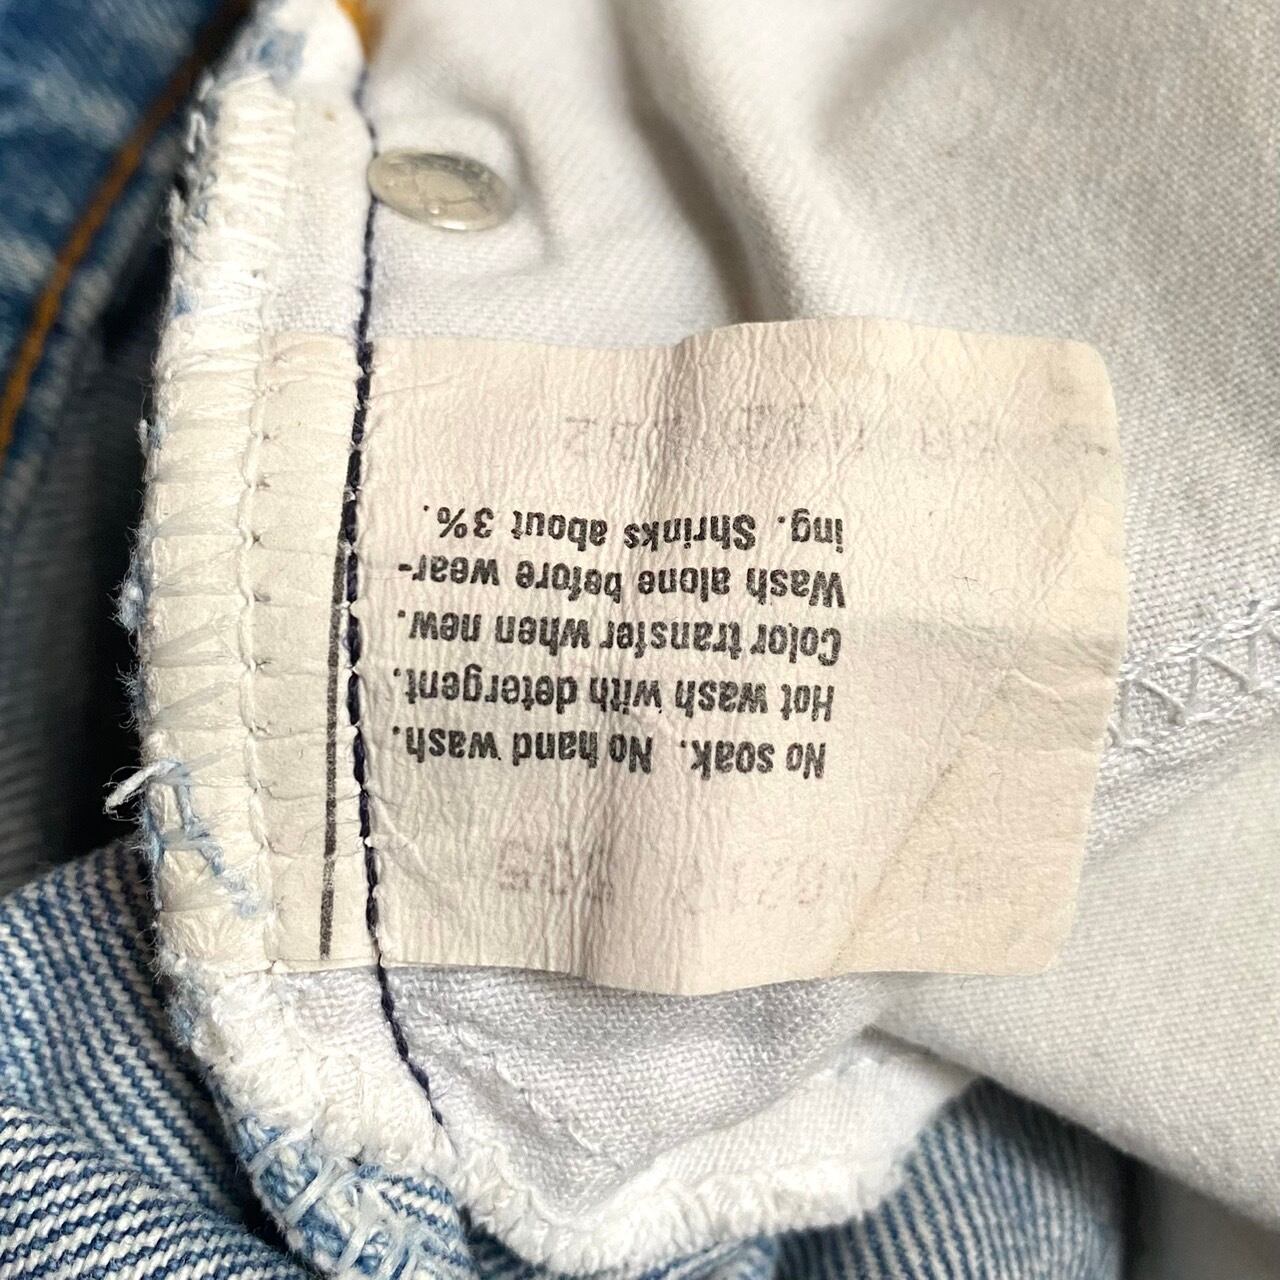 No soak. No hand wash.
Hot wash with detergent.
Color transfer when new.
Wash alone before wear-
ing. Shrinks about 3%.